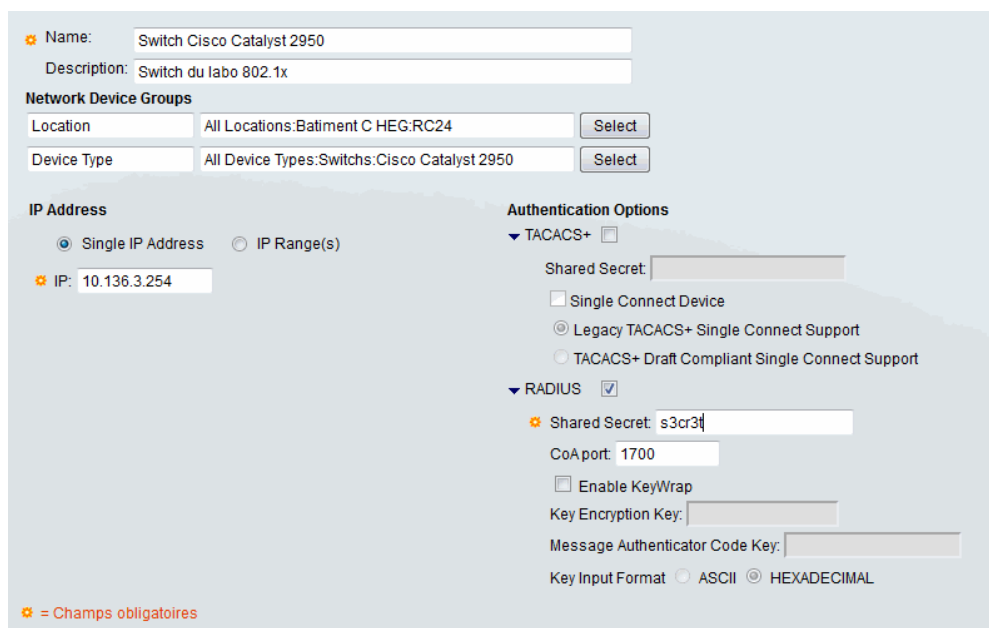 Name: Switch Cisco Catalyst 2950
Description: Switch du labo 802.1x
Network Device Groups
Location All Locations:Batiment C HEG:RC24 Select
Device Type All Device Types:Switchs:Cisco Catalyst 2950 Select
IP Address
Single IP Address IP Range(s)
IP: 10.136.3.254
Authentication Options
TACACS+
Shared Secret:
Single Connect Device
Legacy TACACS+ Single Connect Support
TACACS+ Draft Compliant Single Connect Support
RADIUS
Shared Secret: s3cr3t
CoA port: 1700
Enable KeyWrap
Key Encryption Key:
Message Authenticator Code Key:
Key Input Format ASCII HEXADECIMAL
= Champs obligatoires